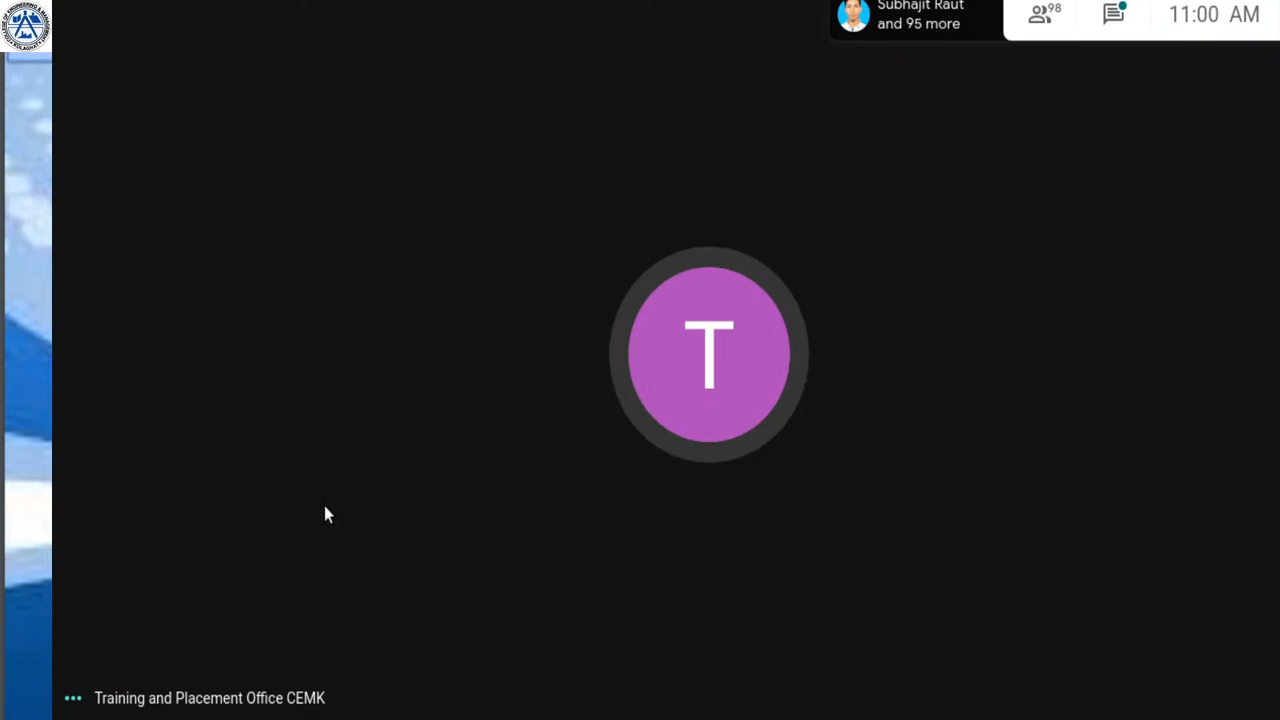 Subhajit Raut
and 95 more
98
11:00 AM
T
Training and Placement Office CEMK